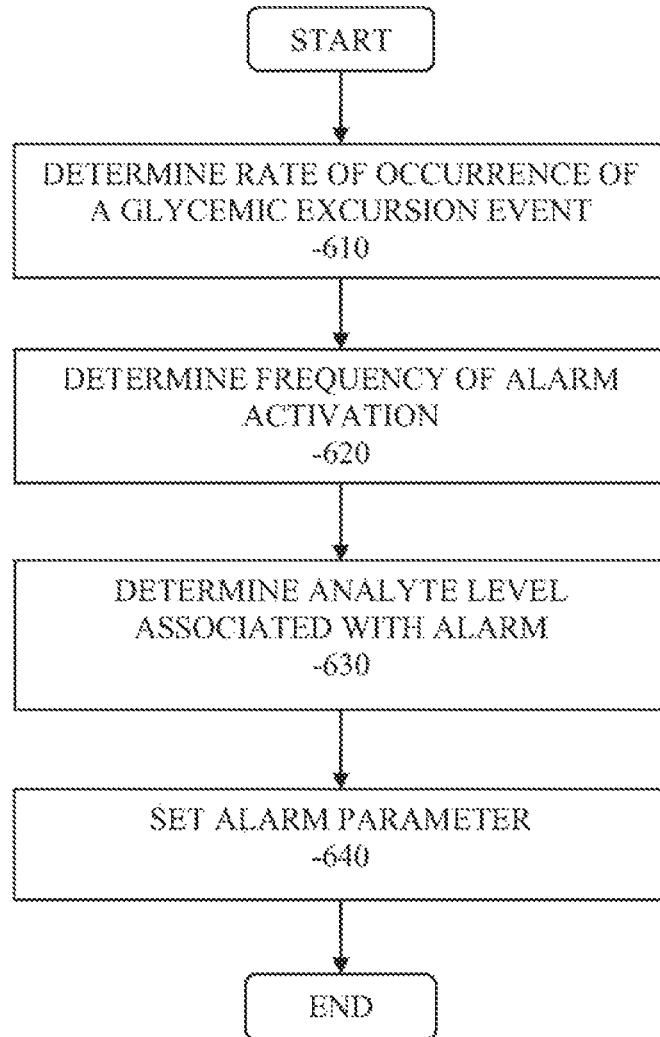 START
DETERMINE RATE OF OCCURRENCE OF
A GLYCEMIC EXCURSION EVENT
-610
DETERMINE FREQUENCY OF ALARM
ACTIVATION
-620
DETERMINE ANALYTE LEVEL
ASSOCIATED WITH ALARM
-630
SET ALARM PARAMETER
-640
END